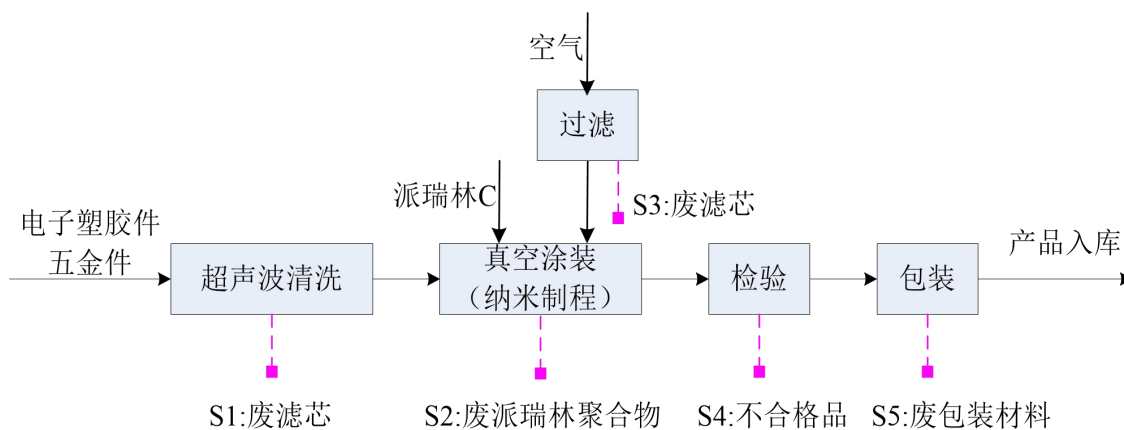 空气
过滤
派瑞林C
S3:废滤芯
电子塑胶件
五金件
超声波清洗
真空涂装
（纳米制程）
检验
包装
产品入库
S1:废滤芯
S2:废派瑞林聚合物
S4:不合格品
S5:废包装材料